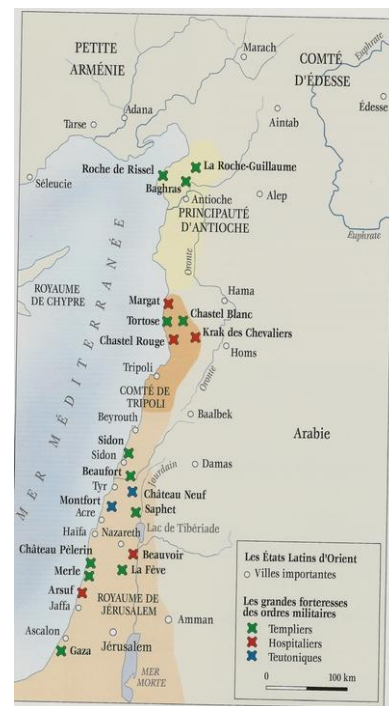 PETITE
ARMÉNIE
Marach
COMTÉ
D'ÉDESSE
Euphrate
Adana
Tarse
Aintab
Édesse
Roche de Rissel
La Roche-Guillaume
Séleucie
Baghras
Antioche
Alep
PRINCIPAUTÉ
D'ANTIOCHE
Euphrate
Oronte
ROYAUME
DE CHYPRE
MER MÉDITERRANÉE
Hama
Margat
Tortose
Chastel Blanc
Chastel Rouge
Krak des Chevaliers
Homs
Tripoli
Oronte
COMTÉ DE
TRIPOLI
Beyrouth
Baalbek
Arabie
Sidon
Sidon
Jourdain
Damas
Beaufort
Tyr
Château Neuf
Montfort
Acre
Saphet
Haïfa
Nazareth
Lac de Tibériade
Château Pèlerin
Beauvoir
Merle
La Fève
Arsuf
Jaffa
ROYAUME DE
JÉRUSALEM
Amman
Ascalon
Jérusalem
Gaza
MER
MORTE
Les États Latins d'Orient
Villes importantes
Les grandes forteresses
des ordres militaires
Templiers
Hospitaliers
Teutoniques
0
100 km